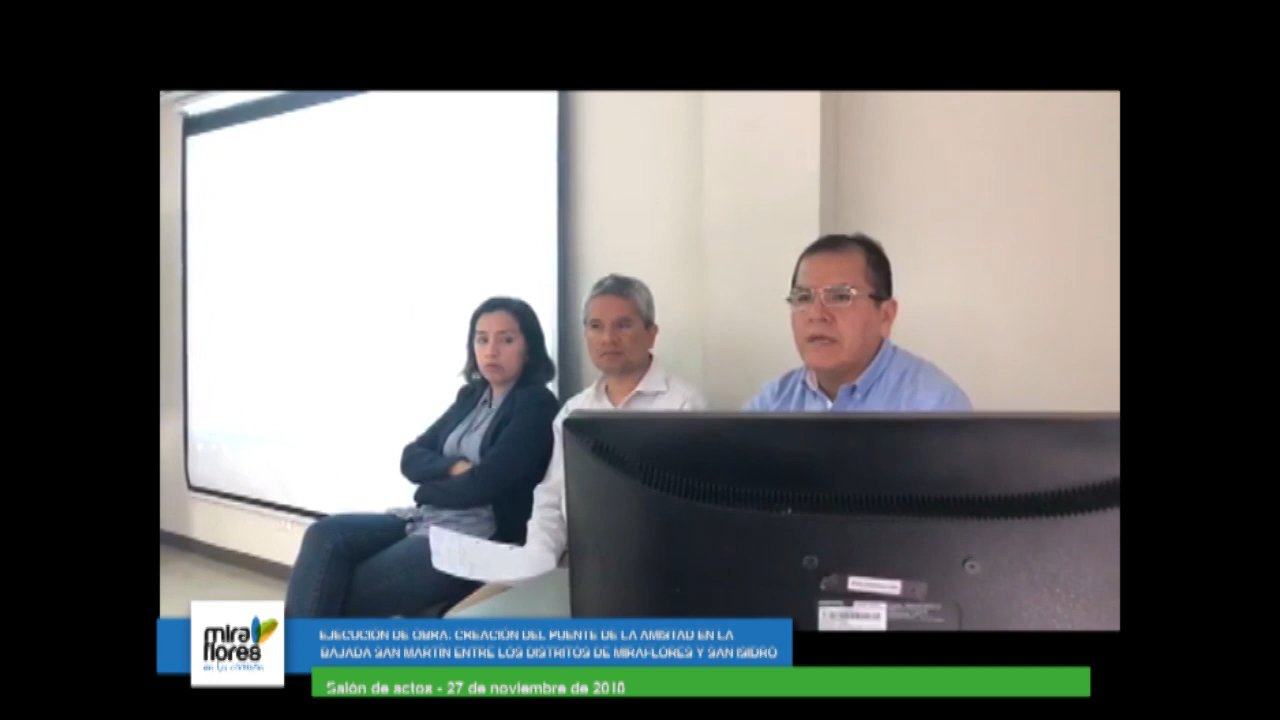 mira
flores
EJECUCIÓN DE OBRA: CREACIÓN DEL PUENTE DE LA AMISTAD EN LA
BAJADA SAN MARTIN ENTRE LOS DISTRITOS DE MIRAFLORES Y SAN ISIDRO
Salón de actos - 27 de noviembre de 2018